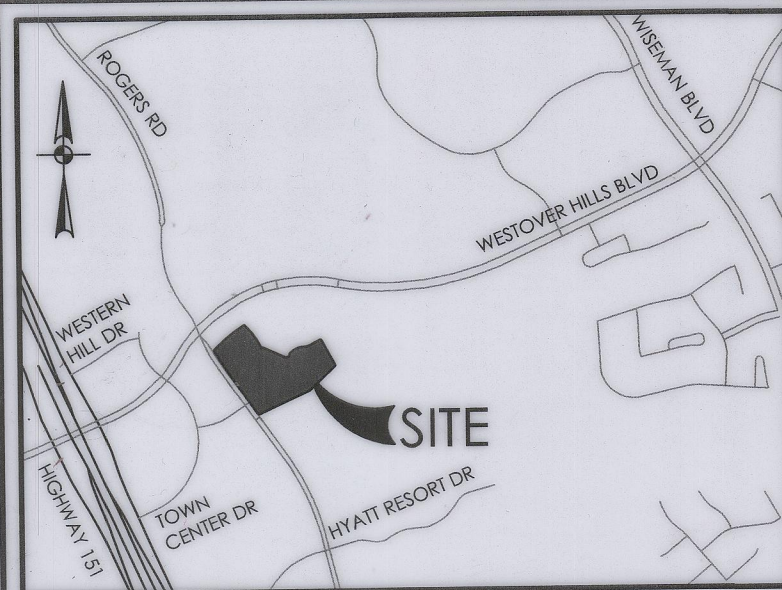 ROGERS RD
WISEMAN BLVD
WESTOVER HILLS BLVD
WESTERN
HILL DR
SITE
HIGHWAY 151
TOWN
CENTER DR
HYATT RESORT DR